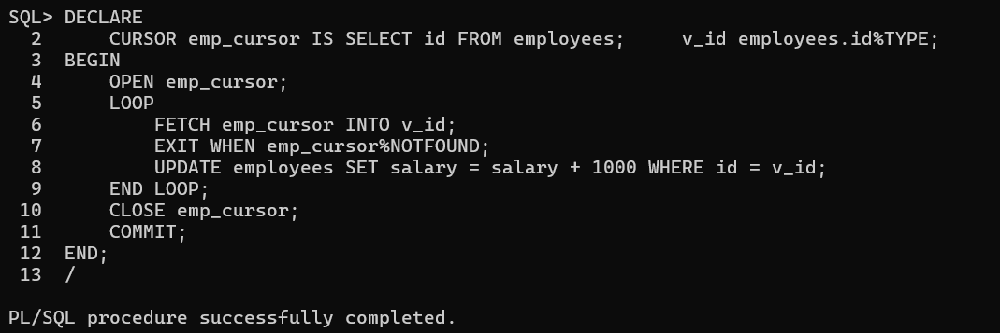 SQL> DECLARE
  2      CURSOR emp_cursor IS SELECT id FROM employees;     v_id employees.id%TYPE;
  3  BEGIN
  4      OPEN emp_cursor;
  5      LOOP
  6          FETCH emp_cursor INTO v_id;
  7          EXIT WHEN emp_cursor%NOTFOUND;
  8          UPDATE employees SET salary = salary + 1000 WHERE id = v_id;
  9      END LOOP;
 10      CLOSE emp_cursor;
 11      COMMIT;
 12  END;
 13  /

PL/SQL procedure successfully completed.